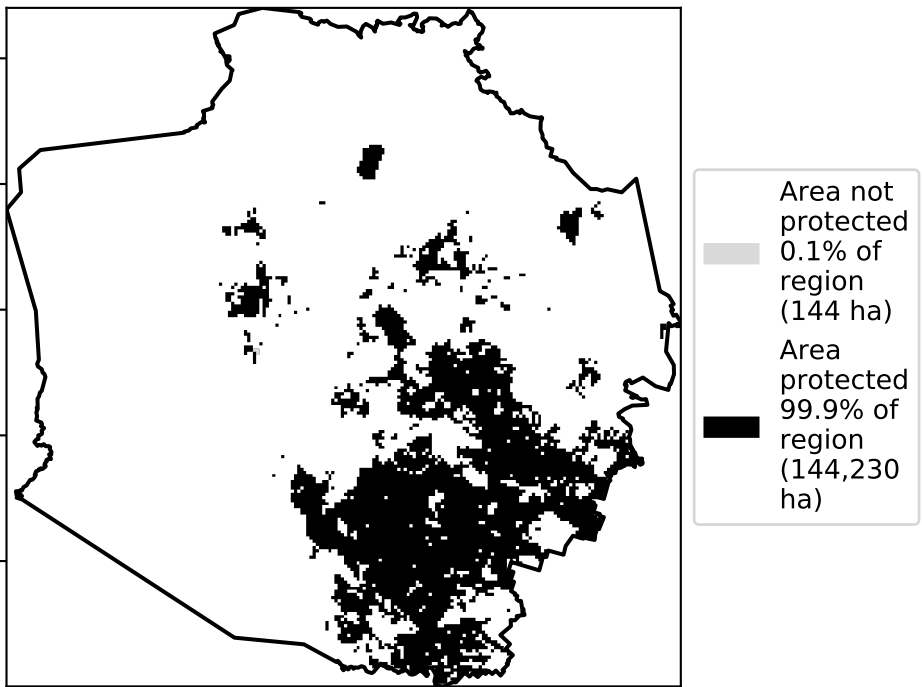 Area not
protected
0.1% of
region
(144 ha)
Area
protected
99.9% of
region
(144,230
ha)